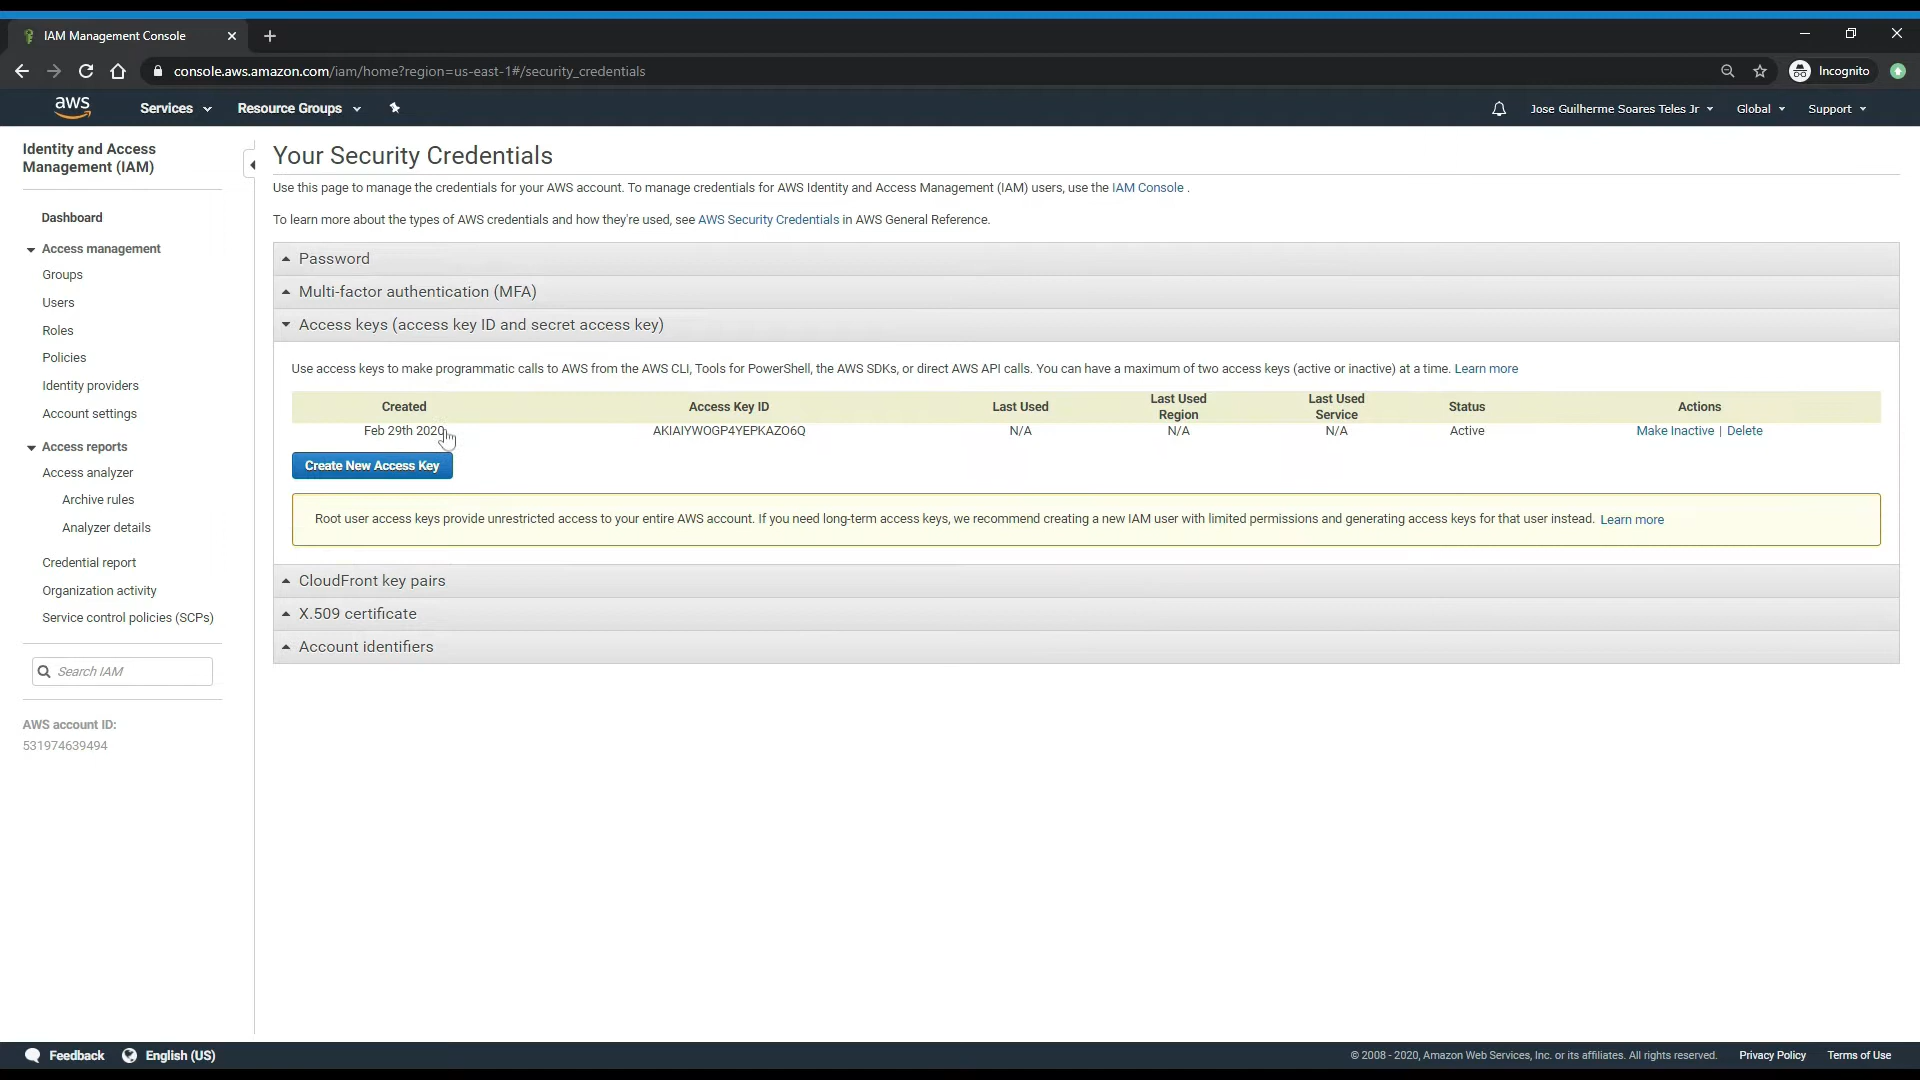 IAM Management Console
console.aws.amazon.com/iam/home?region=us-east-1#/security_credentials
Incognito
aws
Services
Resource Groups
Jose Guilherme Soares Teles Jr
Global
Support
Identity and Access
Management (IAM)
Dashboard
Access management
Groups
Users
Roles
Policies
Identity providers
Account settings
Access reports
Access analyzer
Archive rules
Analyzer details
Credential report
Organization activity
Service control policies (SCPs)
Search IAM
AWS account ID:
531974639494
Your Security Credentials
Use this page to manage the credentials for your AWS account. To manage credentials for AWS Identity and Access Management (IAM) users, use the IAM Console .
To learn more about the types of AWS credentials and how they're used, see AWS Security Credentials in AWS General Reference.
Password
Multi-factor authentication (MFA)
Access keys (access key ID and secret access key)
Use access keys to make programmatic calls to AWS from the AWS CLI, Tools for PowerShell, the AWS SDKs, or direct AWS API calls. You can have a maximum of two access keys (active or inactive) at a time. Learn more
Created Access Key ID Last Used Last Used Region Last Used Service Status Actions
Feb 29th 2020 AKIAIYWOGP4YEPKAZO6Q N/A N/A N/A Active Make Inactive | Delete
Create New Access Key
Root user access keys provide unrestricted access to your entire AWS account. If you need long-term access keys, we recommend creating a new IAM user with limited permissions and generating access keys for that user instead. Learn more
CloudFront key pairs
X.509 certificate
Account identifiers
Feedback
English (US)
© 2008 - 2020, Amazon Web Services, Inc. or its affiliates. All rights reserved.
Privacy Policy
Terms of Use